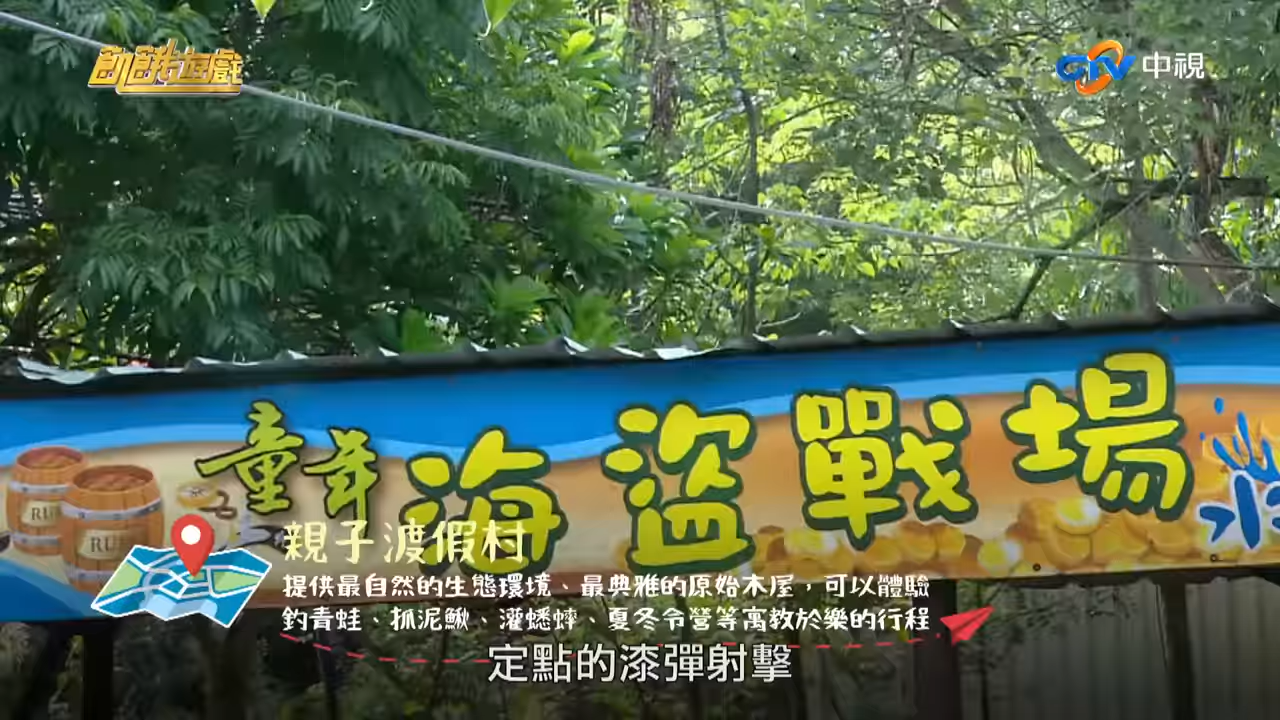 飢餓遊戲
CTV 中視
童年海盜戰場
RUM
親子渡假村
提供最自然的生態環境、最典雅的原始木屋，可以體驗
釣青蛙、抓泥鰍、灌蟋蟀、夏冬令營等寓教於樂的行程
定點的漆彈射擊